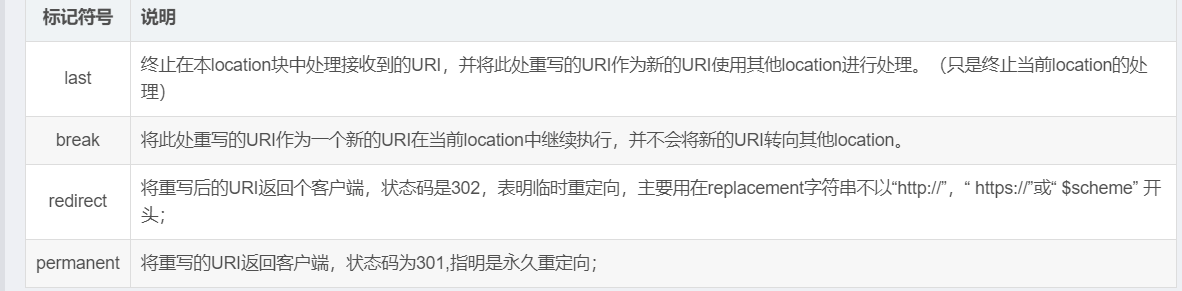 标记符号 说明
last 终止在本location块中处理接收到的URI，并将此处重写的URI作为新的URI使用其他location进行处理。（只是终止当前location的处
理）
break 将此处重写的URI作为一个新的URI在当前location中继续执行，并不会将新的URI转向其他location。
redirect 将重写后的URI返回个客户端，状态码是302，表明临时重定向，主要用在replacement字符串不以“http://”，“ https://”或“ $scheme” 开
头；
permanent 将重写的URI返回客户端，状态码为301,指明是永久重定向；